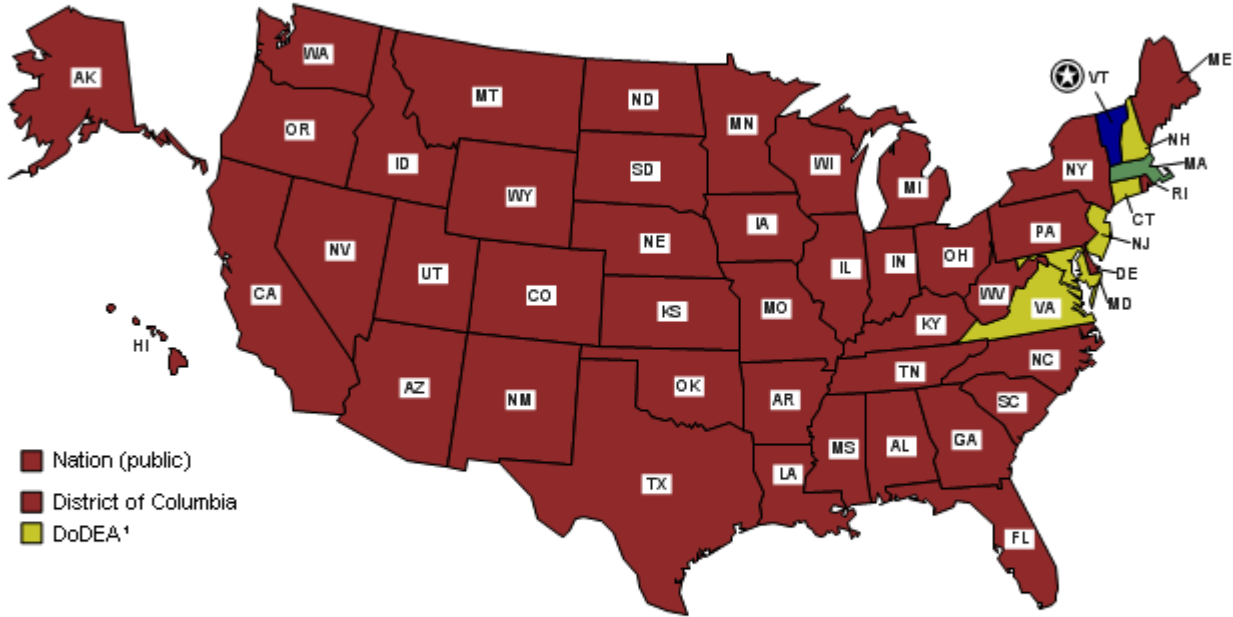 AK
WA
OR
ID
MT
WY
NV
UT
CA
AZ
CO
NM
ND
SD
NE
KS
OK
TX
MN
IA
MO
AR
LA
WI
IL
MI
IN
OH
KY
TN
MS
AL
GA
FL
SC
NC
VA
WV
PA
NY
VT
ME
NH
MA
RI
CT
NJ
DE
MD
HI
Nation (public)
District of Columbia
DoDEA¹